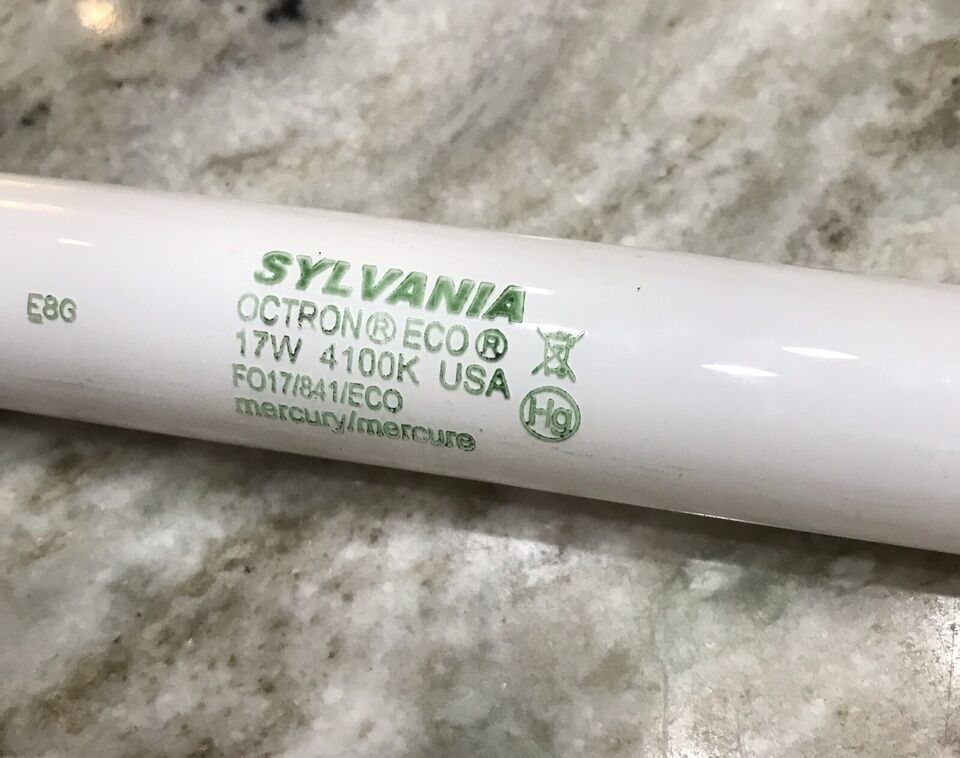 E8G
SYLVANIA
OCTRON® ECO®
17W 4100K USA
FO17/841/ECO
mercury/mercure
Hg